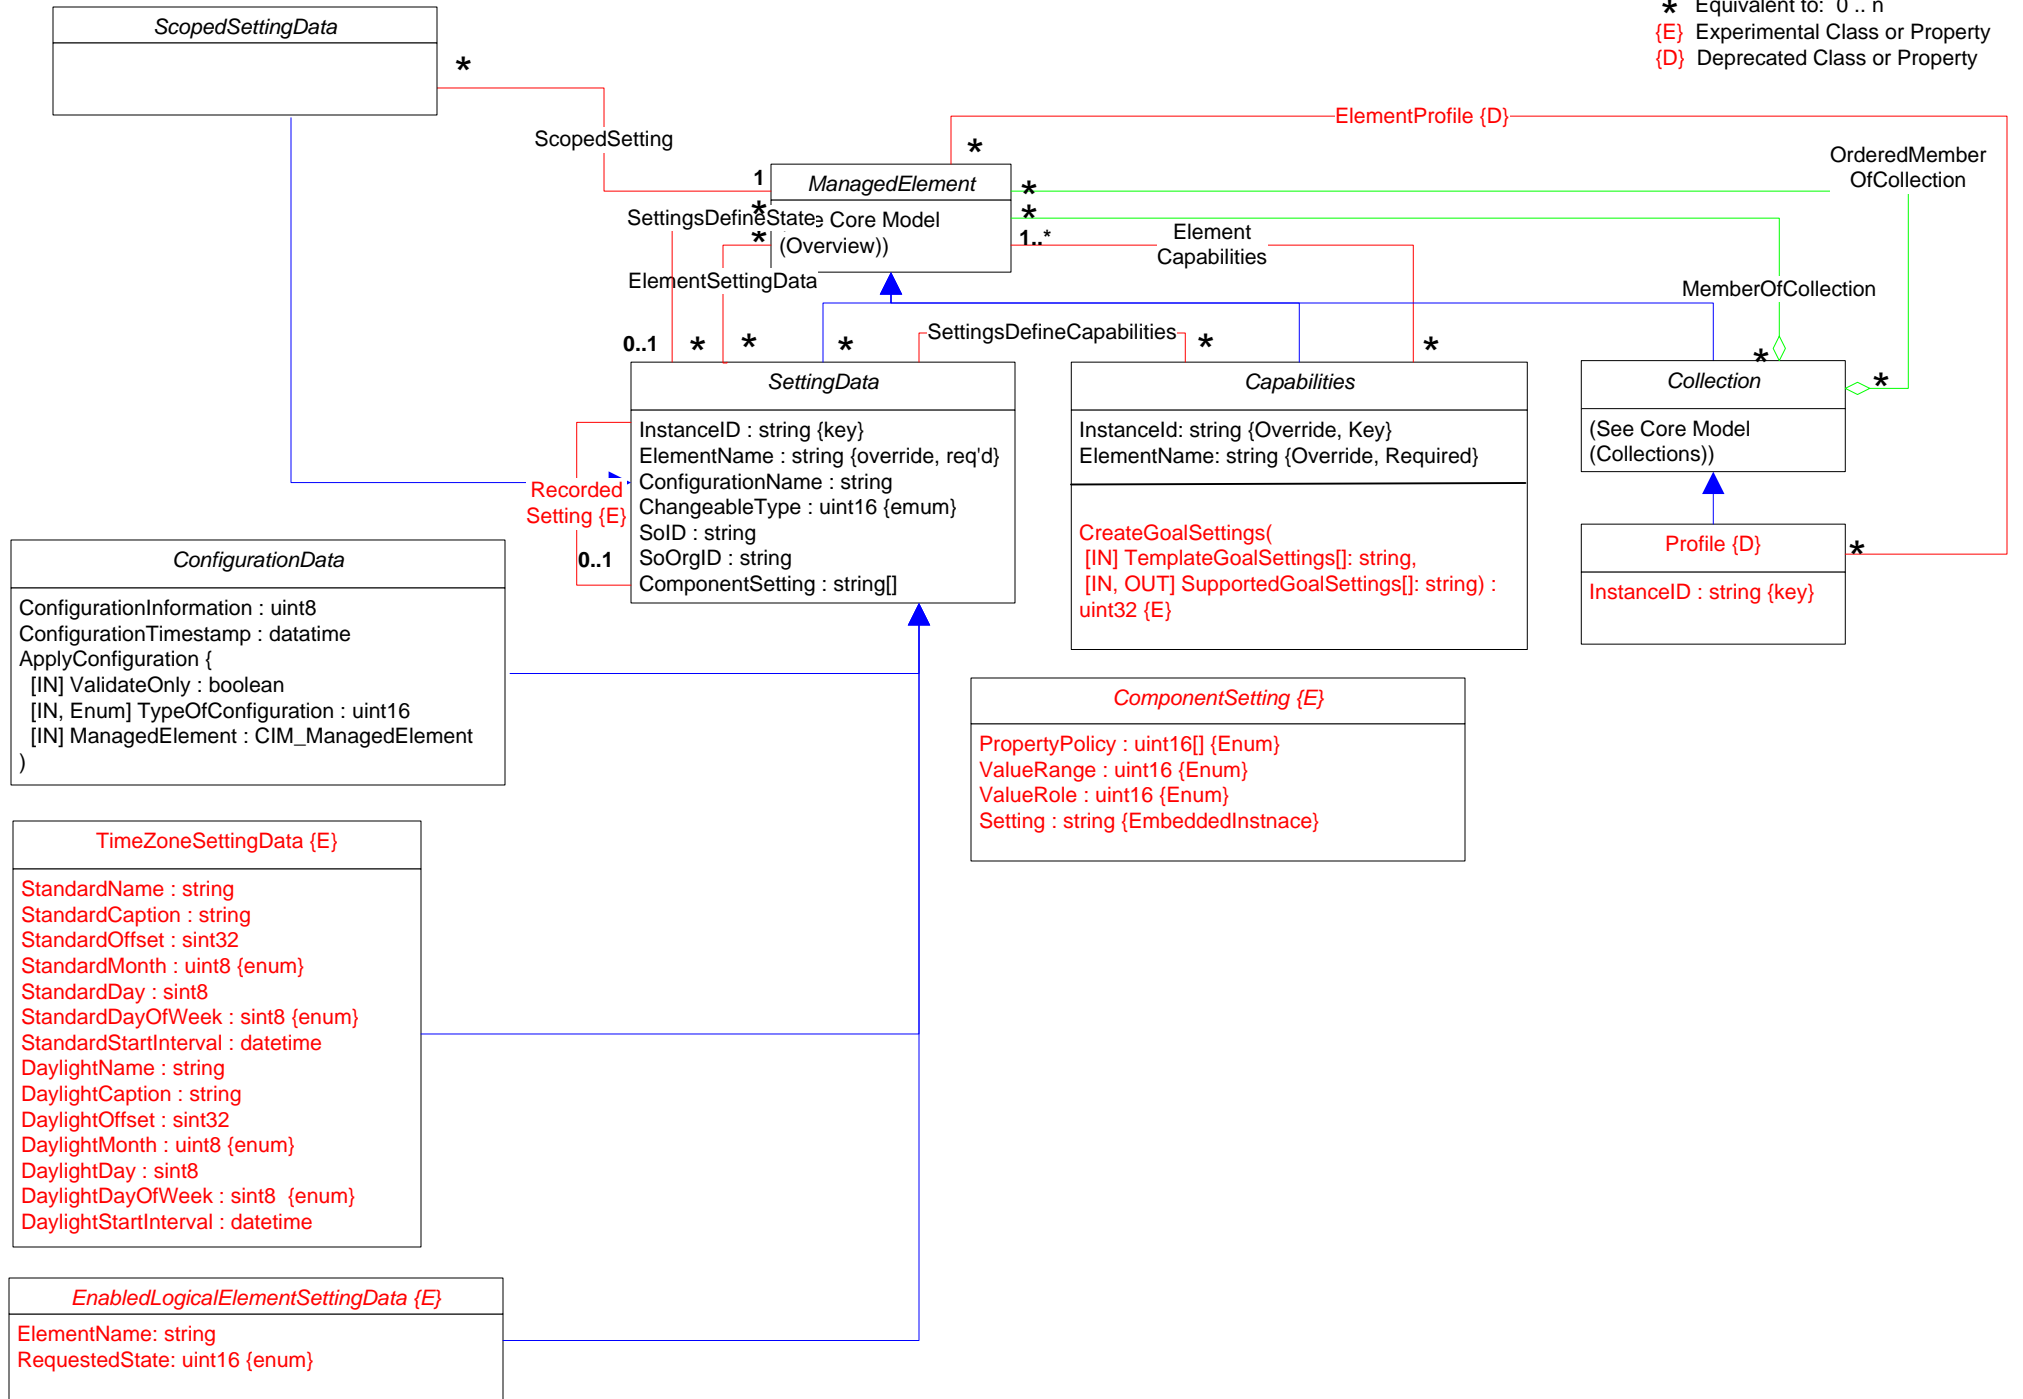 ScopedSettingData
* Equivalent to: 0 .. n
{E} Experimental Class or Property
{D} Deprecated Class or Property
*
ScopedSetting
1
ElementProfile {D}
*
OrderedMember
OfCollection
ManagedElement
Core Model
(Overview))
*
*
1..*
*
*
SettingsDefineState
ElementSettingData
Element
Capabilities
MemberOfCollection
0..1
*
*
*
SettingsDefineCapabilities
*
*
*
*
SettingData
InstanceID : string {key}
ElementName : string {override, req'd}
ConfigurationName : string
ChangeableType : uint16 {emum}
SoID : string
SoOrgID : string
ComponentSetting : string[]
Recorded
Setting {E}
0..1
Capabilities
InstanceId: string {Override, Key}
ElementName: string {Override, Required}
CreateGoalSettings(
[IN] TemplateGoalSettings[]: string,
[IN, OUT] SupportedGoalSettings[]: string) :
uint32 {E}
Collection
(See Core Model
(Collections))
Profile {D}
*
InstanceID : string {key}
ConfigurationData
ConfigurationInformation : uint8
ConfigurationTimestamp : datatime
ApplyConfiguration {
[IN] ValidateOnly : boolean
[IN, Enum] TypeOfConfiguration : uint16
[IN] ManagedElement : CIM_ManagedElement
)
ComponentSetting {E}
PropertyPolicy : uint16[] {Enum}
ValueRange : uint16 {Enum}
ValueRole : uint16 {Enum}
Setting : string {EmbeddedInstnace}
TimeZoneSettingData {E}
StandardName : string
StandardCaption : string
StandardOffset : sint32
StandardMonth : uint8 {enum}
StandardDay : sint8
StandardDayOfWeek : sint8 {enum}
StandardStartInterval : datetime
DaylightName : string
DaylightCaption : string
DaylightOffset : sint32
DaylightMonth : uint8 {enum}
DaylightDay : sint8
DaylightDayOfWeek : sint8 {enum}
DaylightStartInterval : datetime
EnabledLogicalElementSettingData {E}
ElementName: string
RequestedState: uint16 {enum}